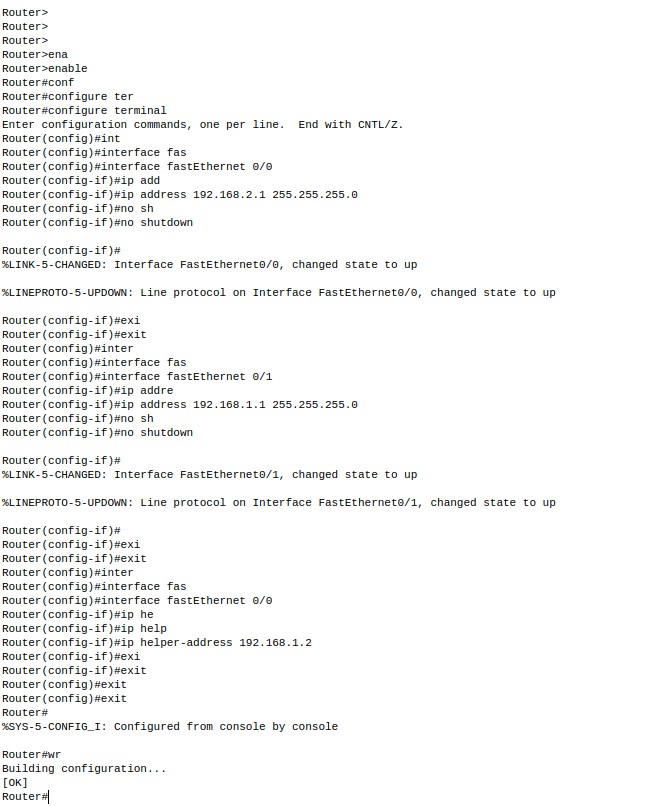 Router>
Router>
Router>
Router>ena
Router>enable
Router#conf
Router#configure ter
Router#configure terminal
Enter configuration commands, one per line.  End with CNTL/Z.
Router(config)#int
Router(config)#interface fas
Router(config)#interface fastEthernet 0/0
Router(config-if)#ip add
Router(config-if)#ip address 192.168.2.1 255.255.255.0
Router(config-if)#no sh
Router(config-if)#no shutdown

Router(config-if)#
%LINK-5-CHANGED: Interface FastEthernet0/0, changed state to up

%LINEPROTO-5-UPDOWN: Line protocol on Interface FastEthernet0/0, changed state to up

Router(config-if)#exi
Router(config-if)#exit
Router(config)#inter
Router(config)#interface fas
Router(config)#interface fastEthernet 0/1
Router(config-if)#ip addre
Router(config-if)#ip address 192.168.1.1 255.255.255.0
Router(config-if)#no sh
Router(config-if)#no shutdown

Router(config-if)#
%LINK-5-CHANGED: Interface FastEthernet0/1, changed state to up

%LINEPROTO-5-UPDOWN: Line protocol on Interface FastEthernet0/1, changed state to up

Router(config-if)#
Router(config-if)#exi
Router(config-if)#exit
Router(config)#inter
Router(config)#interface fas
Router(config)#interface fastEthernet 0/0
Router(config-if)#ip he
Router(config-if)#ip help
Router(config-if)#ip helper-address 192.168.1.2
Router(config-if)#exi
Router(config-if)#exit
Router(config)#exit
Router(config)#exit
Router#
%SYS-5-CONFIG_I: Configured from console by console

Router#wr
Building configuration...
[OK]
Router#